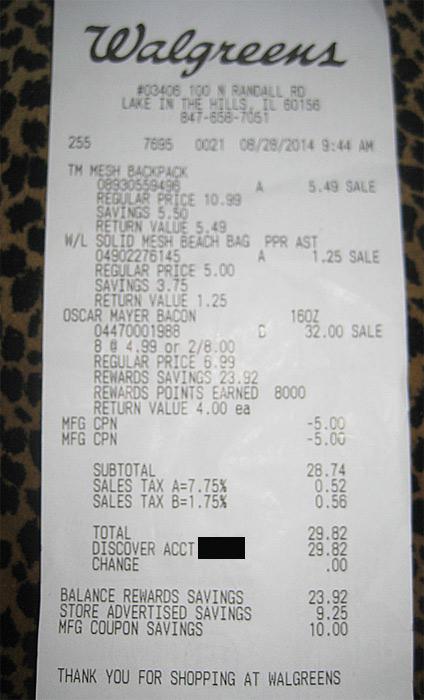 Walgreens
#03406 100 N RANDALL RD
LAKE IN THE HILLS, IL 60156
847-658-7051
255 7695 0021 08/28/2014 9:44 AM
TM MESH BACKPACK
08930559496 A 5.49 SALE
REGULAR PRICE 10.99
SAVINGS 5.50
RETURN VALUE 5.49
W/L SOLID MESH BEACH BAG PPR AST
04902276145 A 1.25 SALE
REGULAR PRICE 5.00
SAVINGS 3.75
RETURN VALUE 1.25
OSCAR MAYER BACON 16OZ
04470001988 D 32.00 SALE
8 @ 4.99 or 2/8.00
REGULAR PRICE 6.99
REWARDS SAVINGS 23.92
REWARDS POINTS EARNED 8000
RETURN VALUE 4.00 ea
MFG CPN -5.00
MFG CPN -5.00
SUBTOTAL 28.74
SALES TAX A=7.75% 0.52
SALES TAX B=1.75% 0.56
TOTAL 29.82
DISCOVER ACCT 29.82
CHANGE .00
BALANCE REWARDS SAVINGS 23.92
STORE ADVERTISED SAVINGS 9.25
MFG COUPON SAVINGS 10.00
THANK YOU FOR SHOPPING AT WALGREENS